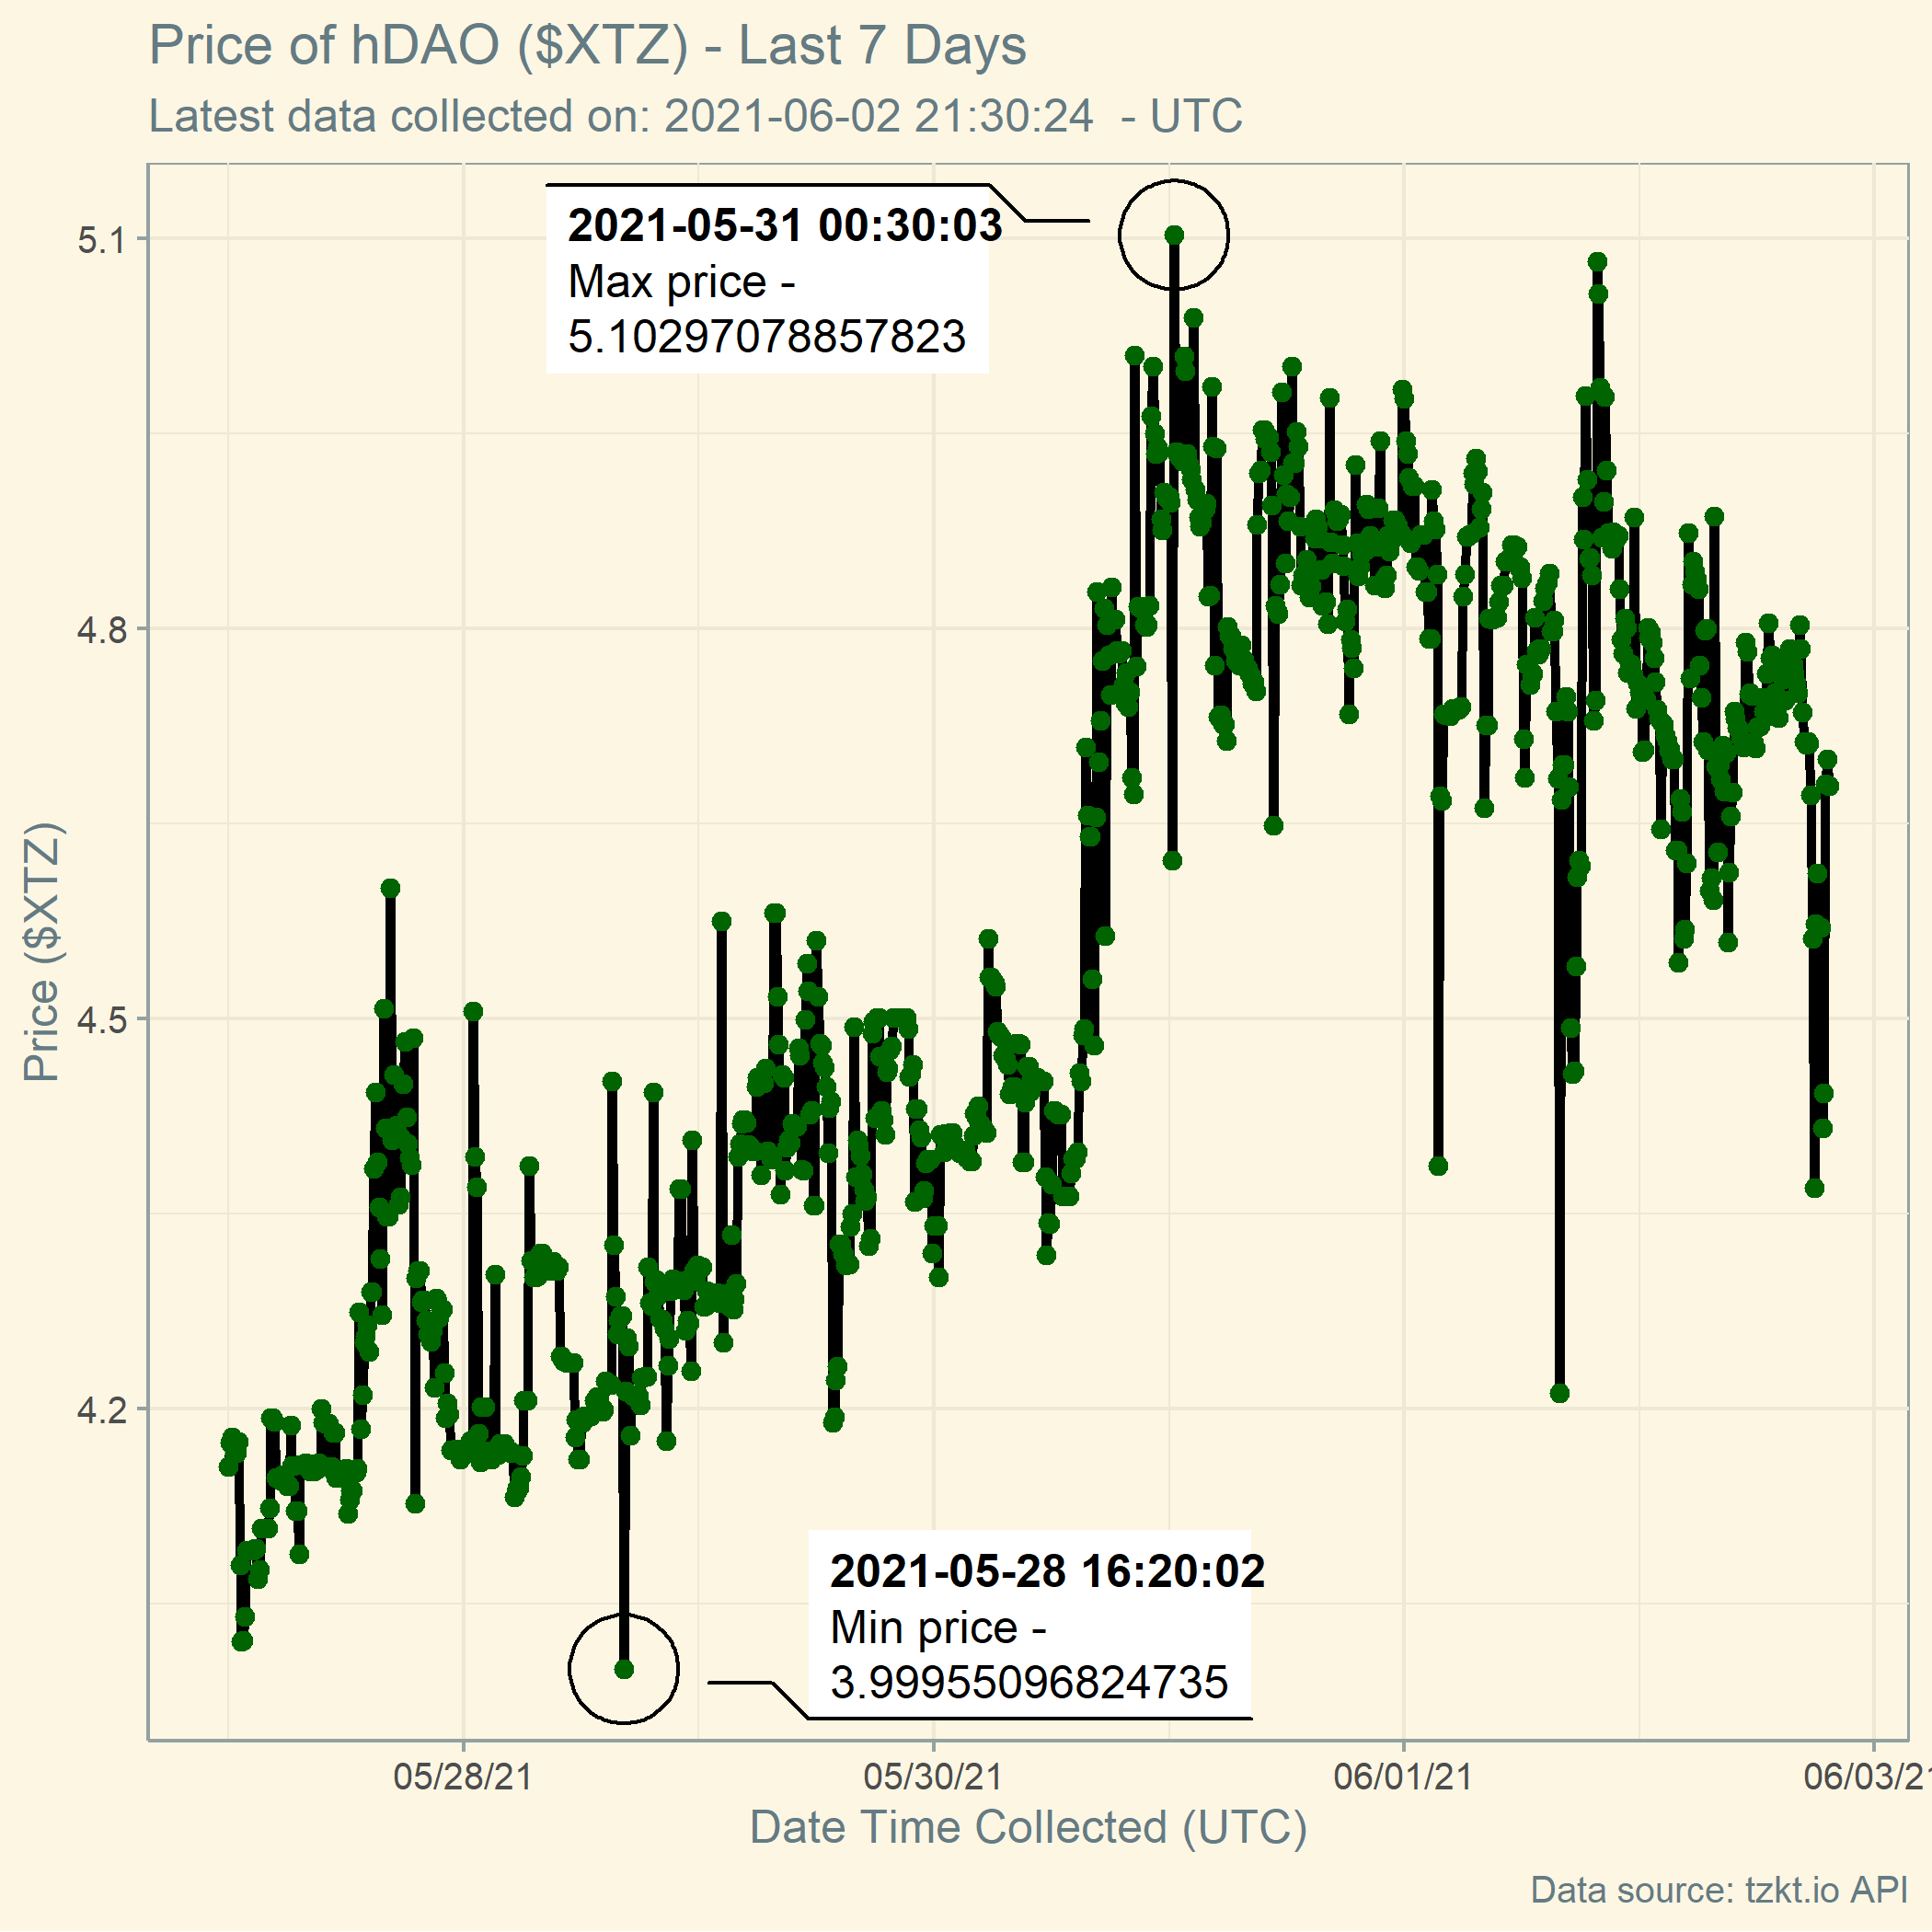 Price of hDAO ($XTZ) - Last 7 Days
Latest data collected on: 2021-06-02 21:30:24  - UTC
2021-05-31 00:30:03
Max price -
5.10297078857823
5.1
4.8
4.5
4.2
Price ($XTZ)
2021-05-28 16:20:02
Min price -
3.99955096824735
05/28/21
05/30/21
06/01/21
06/03/21
Date Time Collected (UTC)
Data source: tzkt.io API